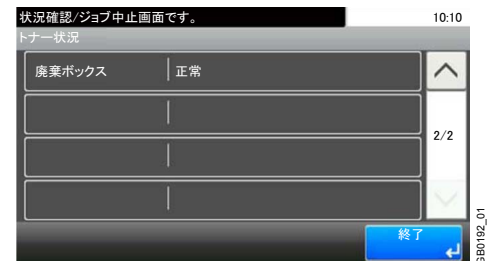 状況確認/ジョブ中止画面です。 10:10
トナー状況
廃棄ボックス 正常
2/2
終了
GB0192_01